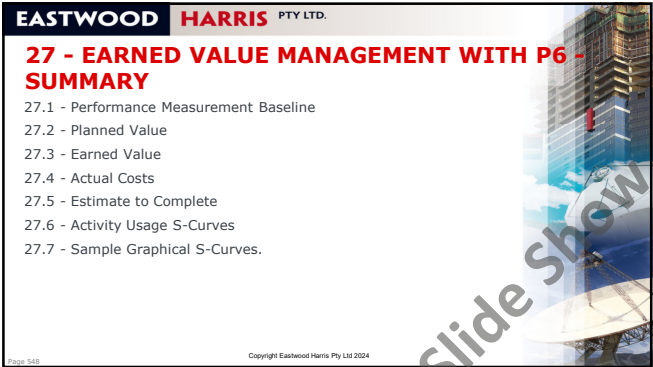 EASTWOOD HARRIS PTY LTD.
27 - EARNED VALUE MANAGEMENT WITH P6 -
SUMMARY
27.1 - Performance Measurement Baseline
27.2 - Planned Value
27.3 - Earned Value
27.4 - Actual Costs
27.5 - Estimate to Complete
27.6 - Activity Usage S-Curves
27.7 - Sample Graphical S-Curves.
Slide Show
Page 548
Copyright Eastwood Harris Pty Ltd 2024